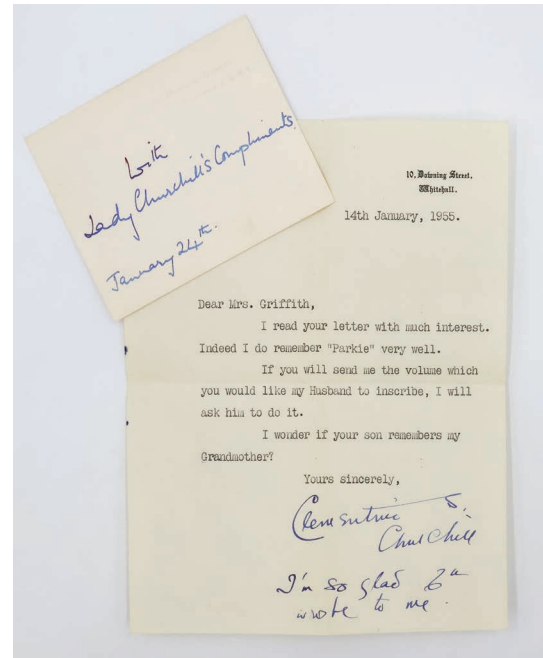 With
Lady Churchill's Compliments.
January 24th.
10, Downing Street,
Whitehall.
14th January, 1955.
Dear Mrs. Griffith,
I read your letter with much interest.
Indeed I do remember "Parkie" very well.
If you will send me the volume which
you would like my Husband to inscribe, I will
ask him to do it.
I wonder if your son remembers my
Grandmother?
Yours sincerely,
Clementine S.
Churchill
I'm so glad
wrote to me.